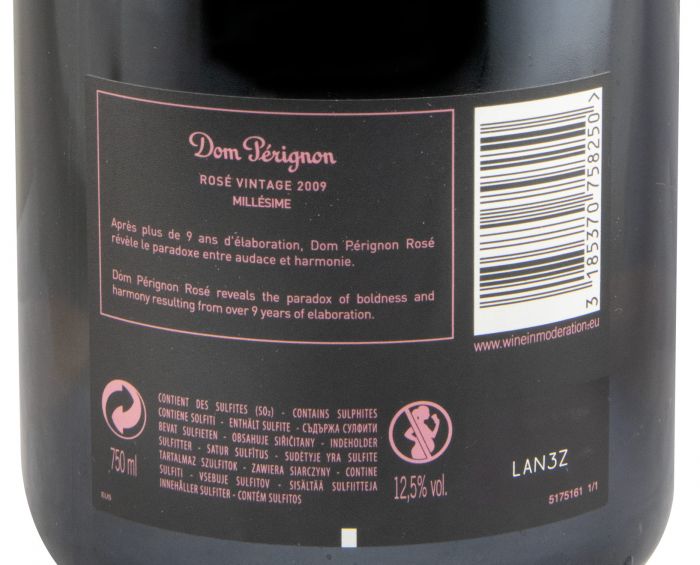 Dom Pérignon
ROSÉ VINTAGE 2009
MILLÉSIME
Après plus de 9 ans d'élaboration, Dom Pérignon Rosé
révèle le paradoxe entre audace et harmonie.
Dom Pérignon Rosé reveals the paradox of boldness and
harmony resulting from over 9 years of elaboration.
3 185370 758250 >
www.wineinmoderation.eu
CONTIENT DES SULFITES (SO₂) - CONTAINS SULPHITES
CONTIENE SOLFITI - ENTHÄLT SULFITE - СЪДЪРЖА СУЛФИТИ
BEVAT SULFIETEN - OBSAHUJE SIŘIČITANY - INDEHOLDER
SULFITTER - SATUR SULFĪTUS - SUDĖTYJE YRA SULFITE
TARTALMAZ SZULFITOK - ZAWIERA SIARCZYNY - CONTINE
SULFITI - VSEBUJE SULFITOV - SISÄLTÄÄ SULFIITTEJA
INNEHÅLLER SULFITER - CONTÉM SULFITOS
750 ml
12,5% vol.
LAN3Z
EU5
5175161 1/1